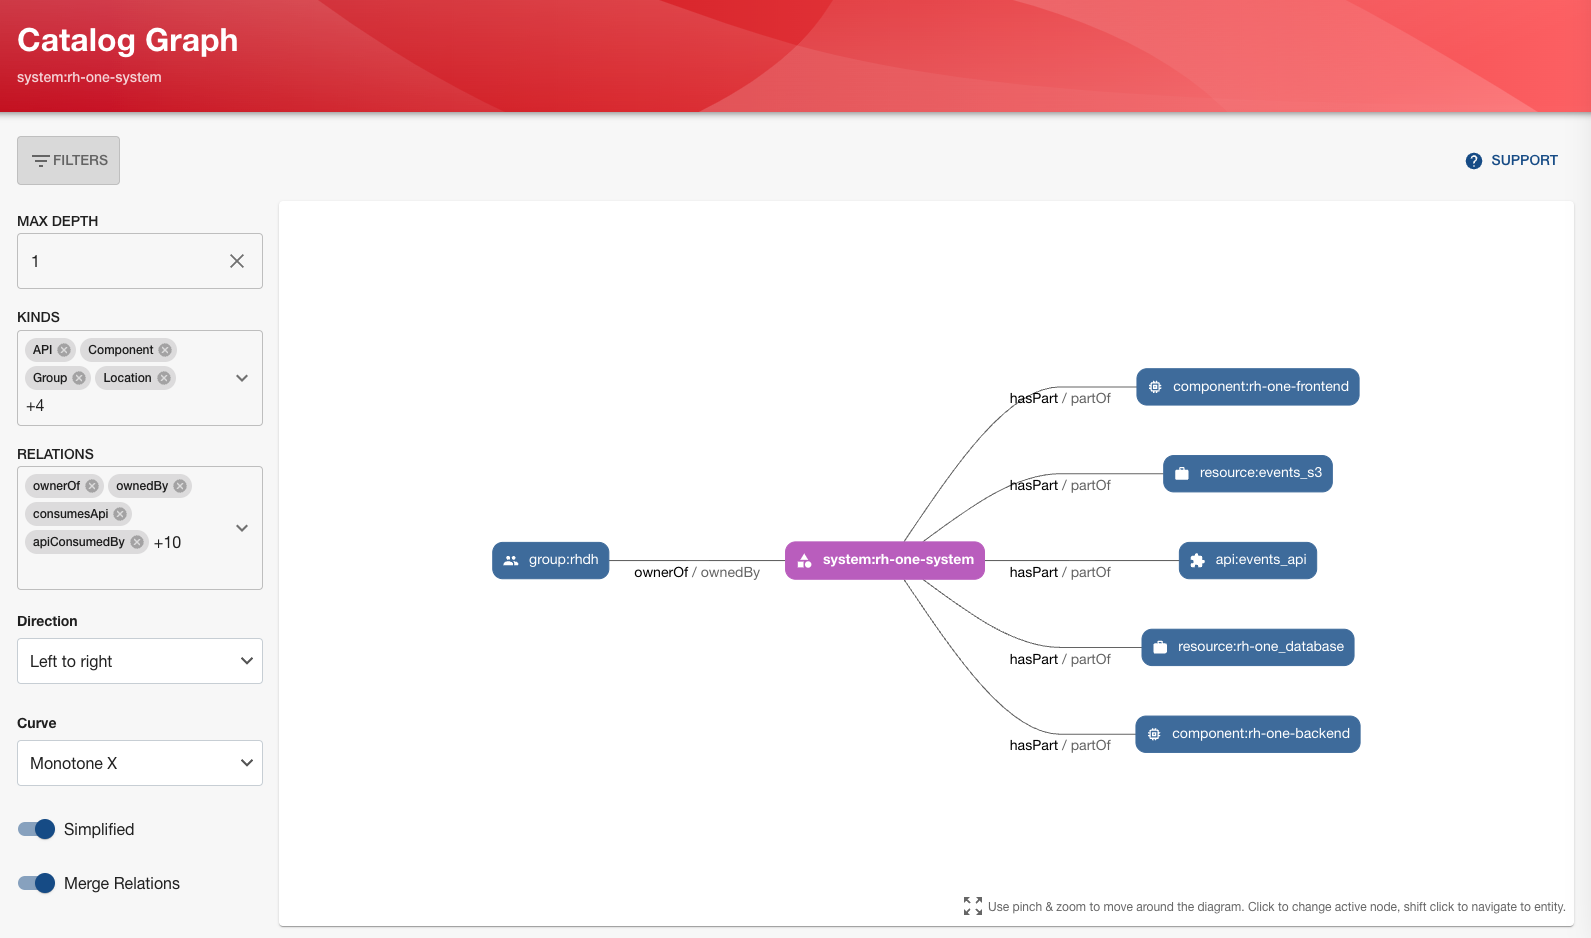 Catalog Graph
system:rh-one-system
FILTERS
SUPPORT
MAX DEPTH
1
KINDS
API Component
Group Location
+4
RELATIONS
ownerOf ownedBy
consumesApi
apiConsumedBy +10
Direction
Left to right
Curve
Monotone X
Simplified
Merge Relations
component:rh-one-frontend
hasPart / partOf
resource:events_s3
hasPart / partOf
group:rhdh
ownerOf / ownedBy
system:rh-one-system
api:events_api
hasPart / partOf
resource:rh-one_database
hasPart / partOf
component:rh-one-backend
hasPart / partOf
Use pinch & zoom to move around the diagram. Click to change active node, shift click to navigate to entity.